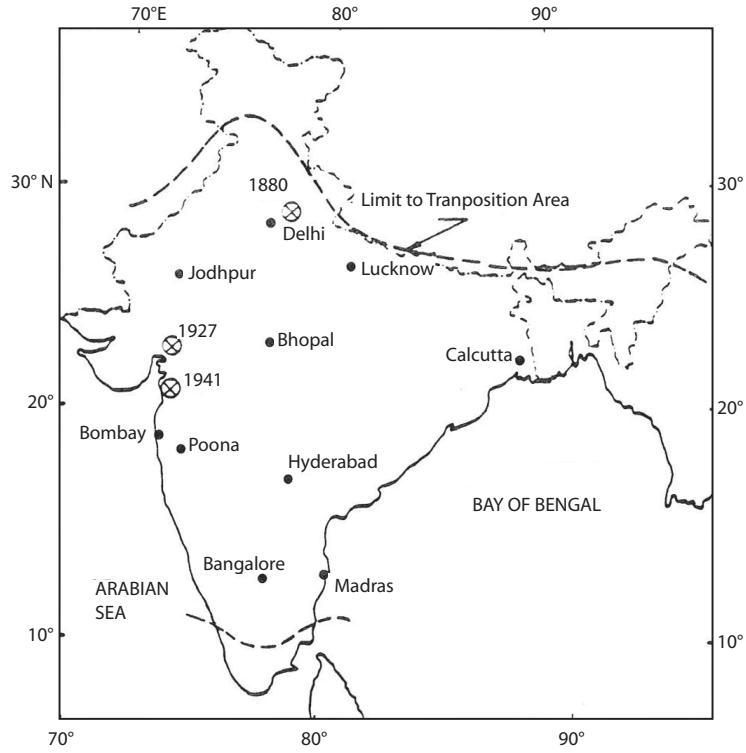 70°E 80° 90°
30° N 30°
1880
Limit to Tranposition Area
Delhi
Jodhpur Lucknow
1927
Bhopal
Calcutta
1941
20° 20°
Bombay
Poona
Hyderabad
BAY OF BENGAL
Bangalore
ARABIAN
SEA
Madras
10° 10°
70° 80° 90°